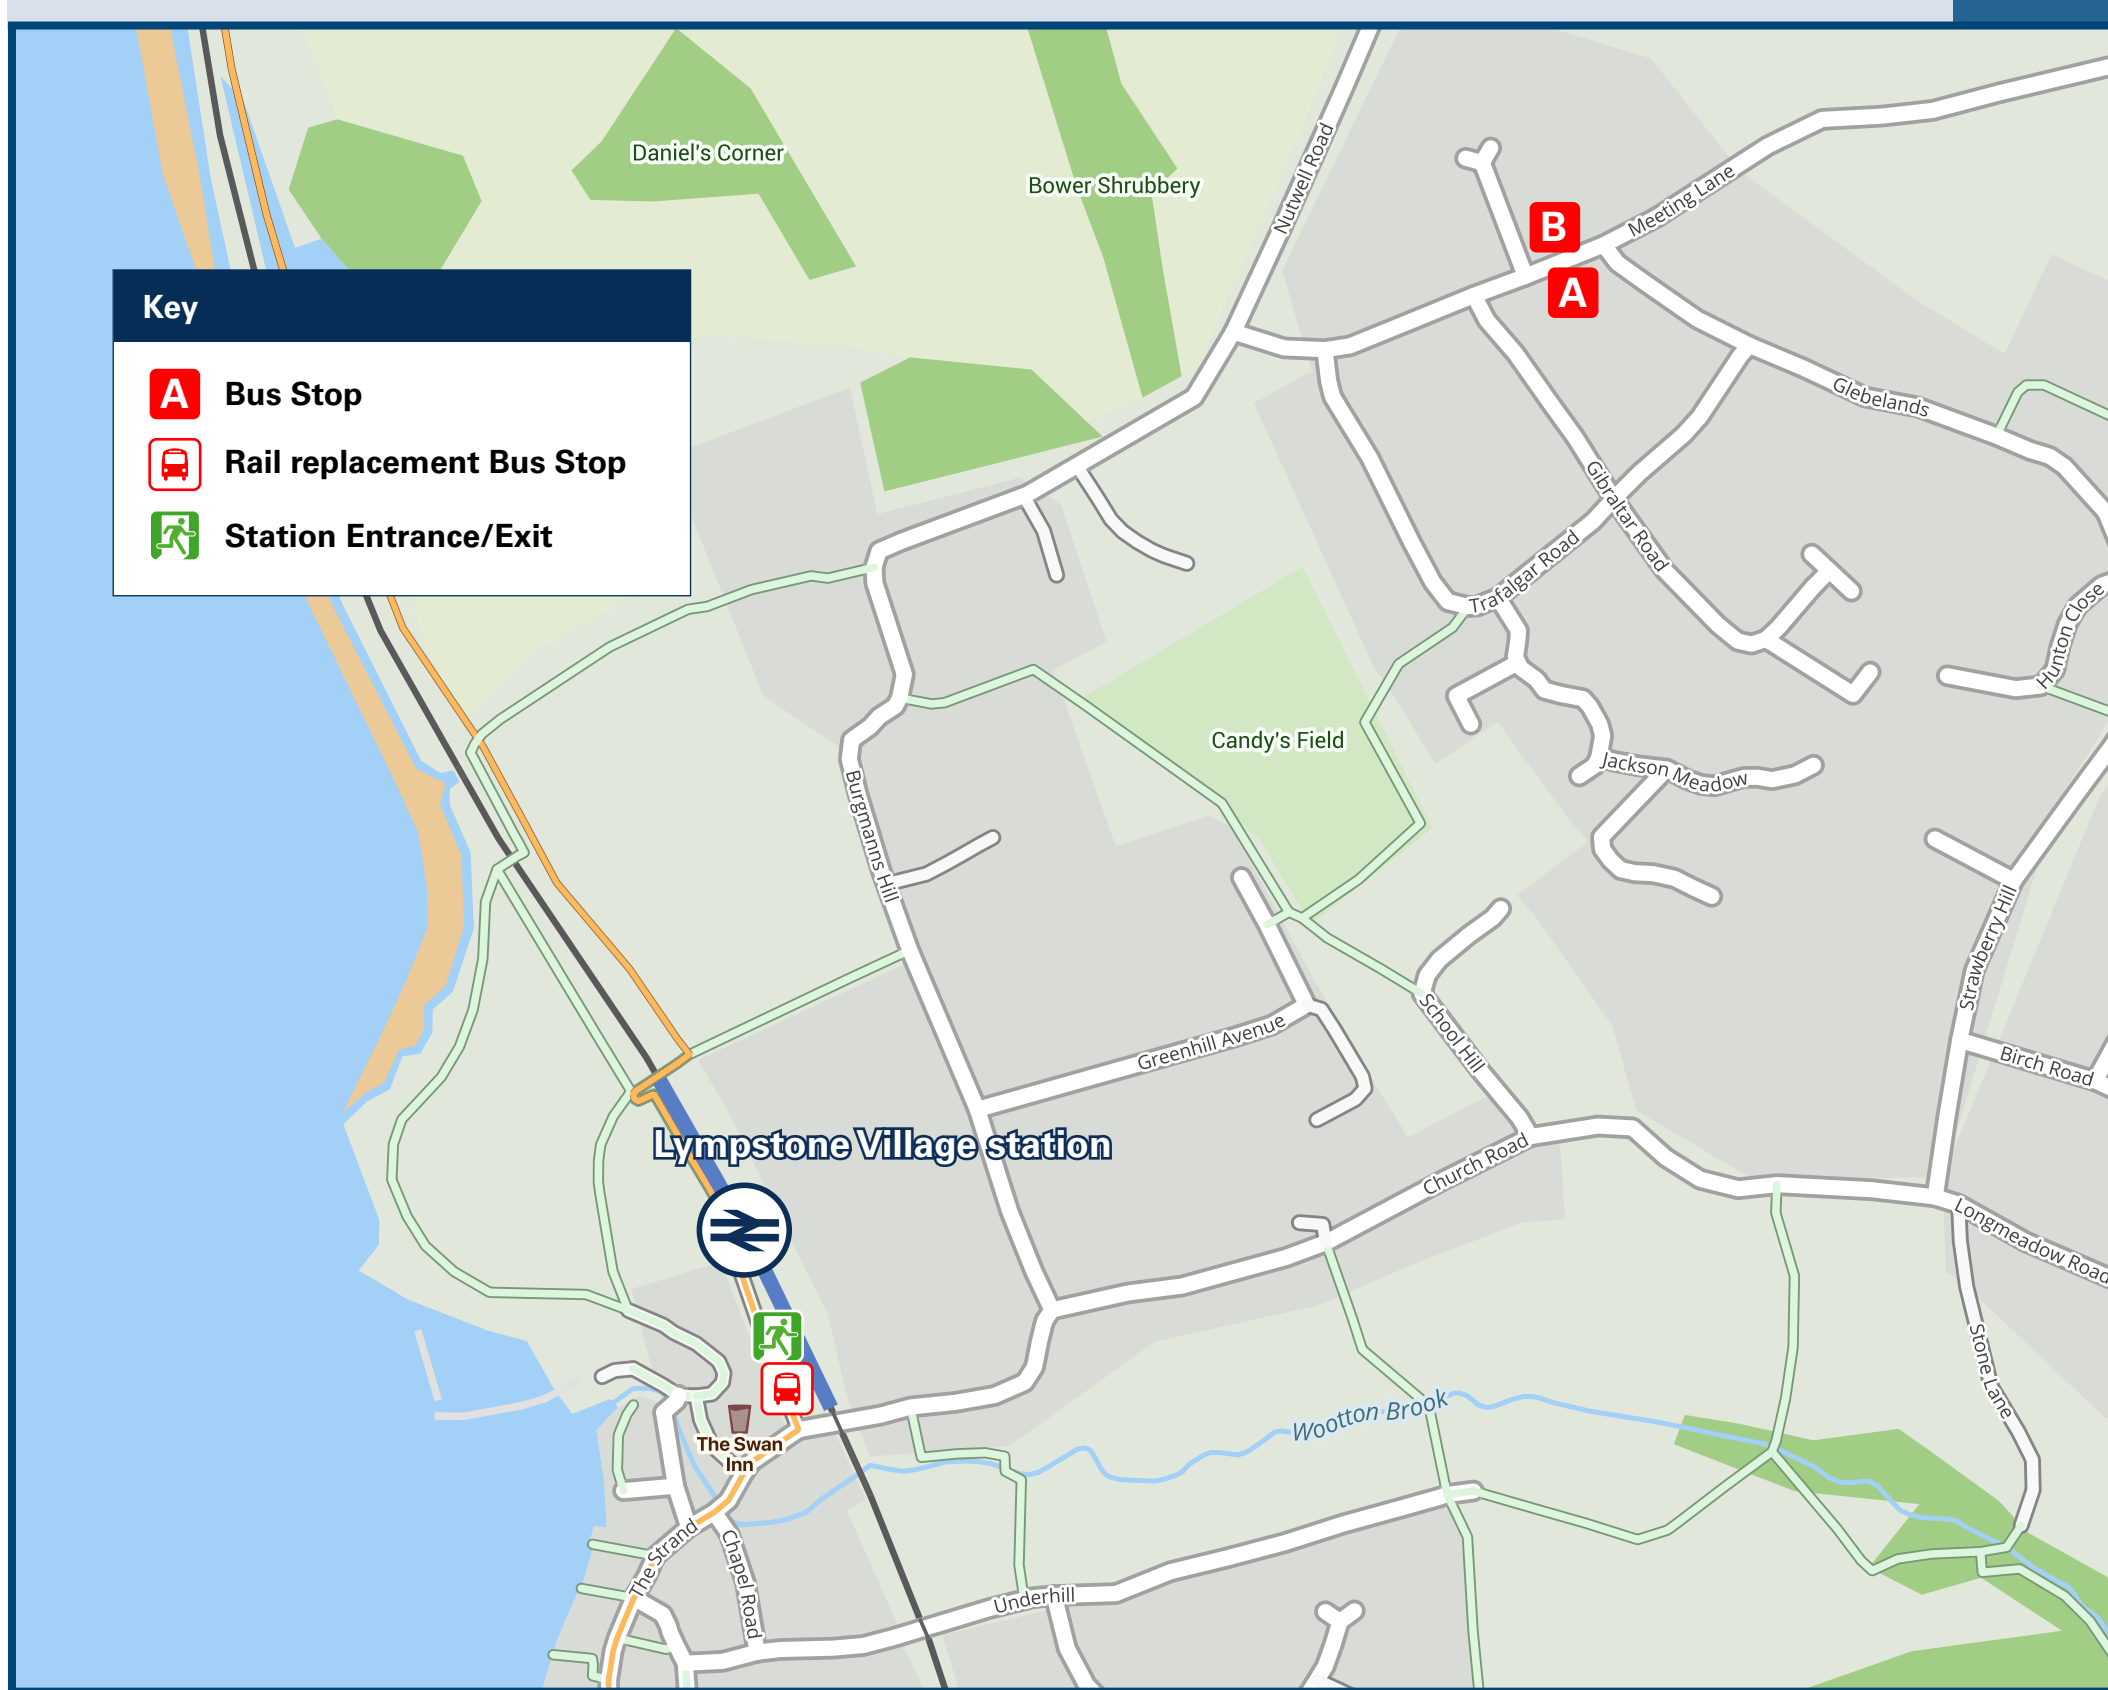 Daniel's Corner
Bower Shrubbery
Nutwell Road
Meeting Lane
B
A
Key
A Bus Stop
Rail replacement Bus Stop
Station Entrance/Exit
Glebelands
Gibraltar Road
Trafalgar Road
Hunton Close
Candy's Field
Jackson Meadow
Burgmanns Hill
Strawberry Hill
School Hill
Greenhill Avenue
Birch Road
Lympstone Village station
Church Road
Longmeadow Road
Stone Lane
Wootton Brook
The Swan
Inn
The Strand
Chapel Road
Underhill